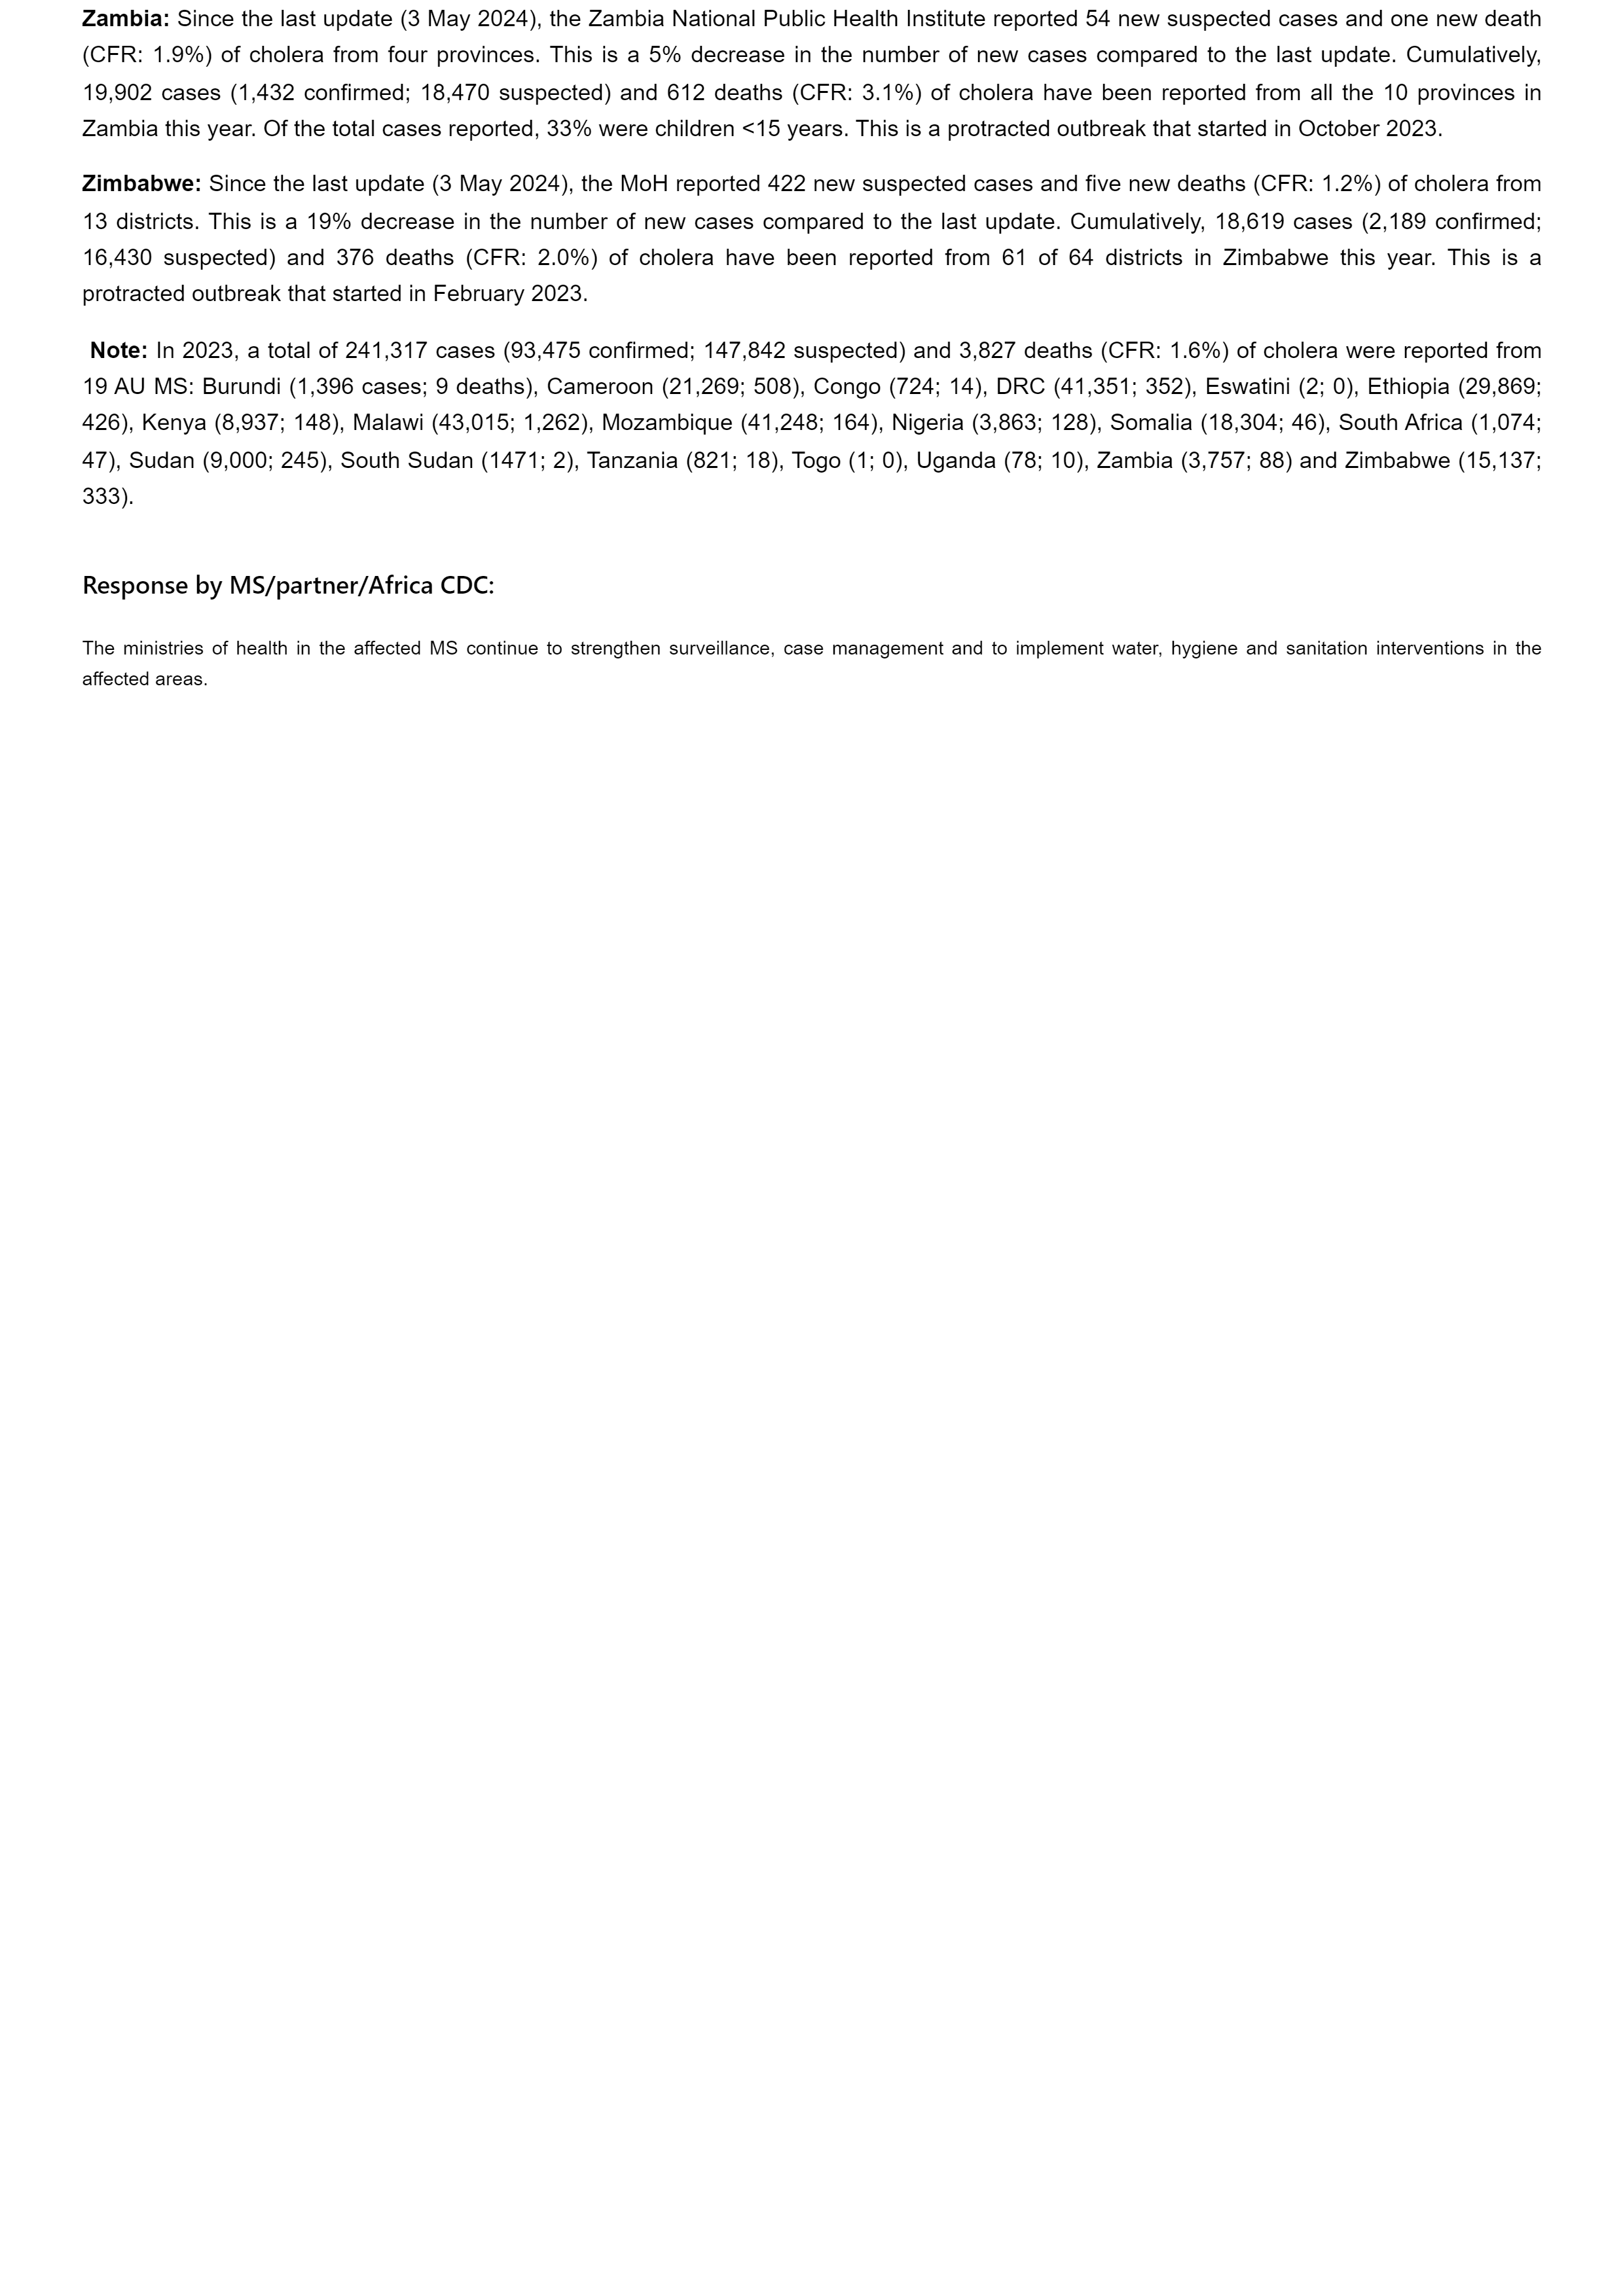 Zambia: Since the last update (3 May 2024), the Zambia National Public Health Institute reported 54 new suspected cases and one new death
(CFR: 1.9%) of cholera from four provinces. This is a 5% decrease in the number of new cases compared to the last update. Cumulatively,
19,902 cases (1,432 confirmed; 18,470 suspected) and 612 deaths (CFR: 3.1%) of cholera have been reported from all the 10 provinces in
Zambia this year. Of the total cases reported, 33% were children <15 years. This is a protracted outbreak that started in October 2023.
Zimbabwe: Since the last update (3 May 2024), the MoH reported 422 new suspected cases and five new deaths (CFR: 1.2%) of cholera from
13 districts. This is a 19% decrease in the number of new cases compared to the last update. Cumulatively, 18,619 cases (2,189 confirmed;
16,430 suspected) and 376 deaths (CFR: 2.0%) of cholera have been reported from 61 of 64 districts in Zimbabwe this year. This is a
protracted outbreak that started in February 2023.
Note: In 2023, a total of 241,317 cases (93,475 confirmed; 147,842 suspected) and 3,827 deaths (CFR: 1.6%) of cholera were reported from
19 AU MS: Burundi (1,396 cases; 9 deaths), Cameroon (21,269; 508), Congo (724; 14), DRC (41,351; 352), Eswatini (2; 0), Ethiopia (29,869;
426), Kenya (8,937; 148), Malawi (43,015; 1,262), Mozambique (41,248; 164), Nigeria (3,863; 128), Somalia (18,304; 46), South Africa (1,074;
47), Sudan (9,000; 245), South Sudan (1471; 2), Tanzania (821; 18), Togo (1; 0), Uganda (78; 10), Zambia (3,757; 88) and Zimbabwe (15,137;
333).
Response by MS/partner/Africa CDC:
The ministries of health in the affected MS continue to strengthen surveillance, case management and to implement water, hygiene and sanitation interventions in the
affected areas.